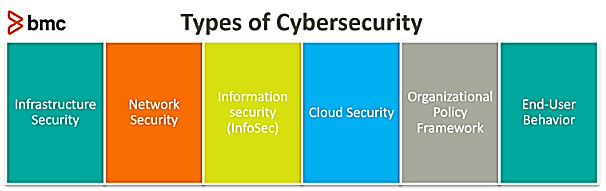 bmc
Types of Cybersecurity
Infrastructure
Security
Network
Security
Information
security
(InfoSec)
Cloud Security
Organizational
Policy
Framework
End-User
Behavior